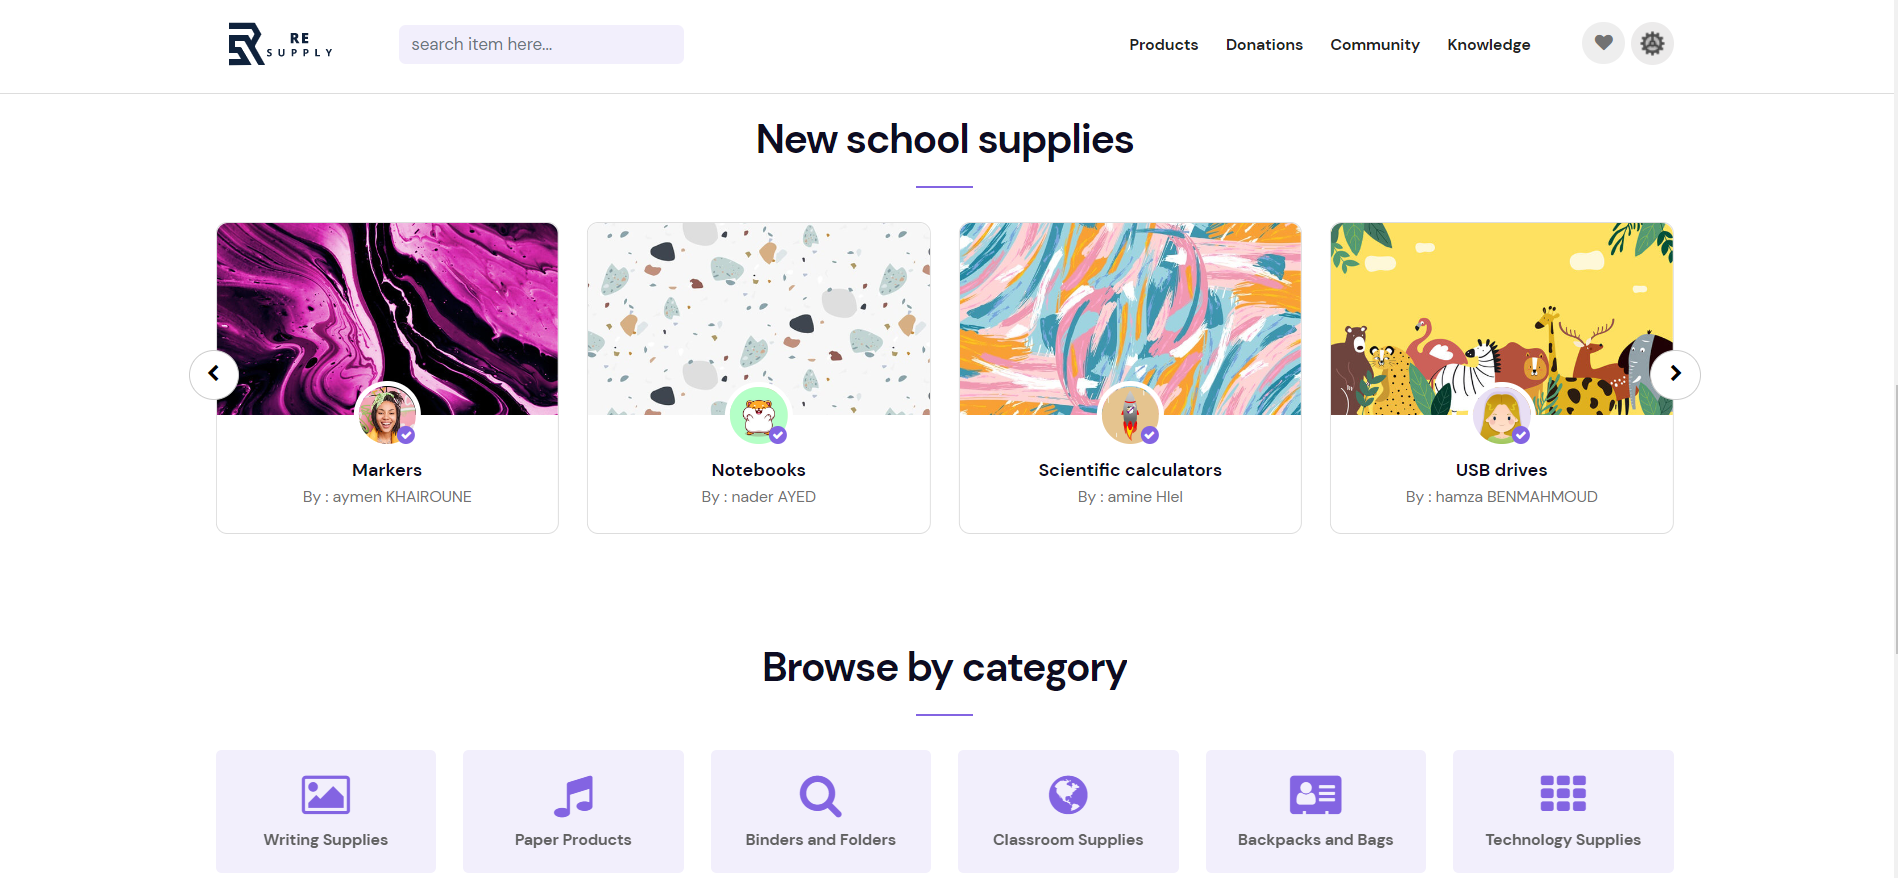 RE
SUPPLY
search item here...
Products Donations Community Knowledge
New school supplies
Markers
By : aymen KHAIROUNE
Notebooks
By : nader AYED
Scientific calculators
By : amine Hlel
USB drives
By : hamza BENMAHMOUD
Browse by category
Writing Supplies
Paper Products
Binders and Folders
Classroom Supplies
Backpacks and Bags
Technology Supplies